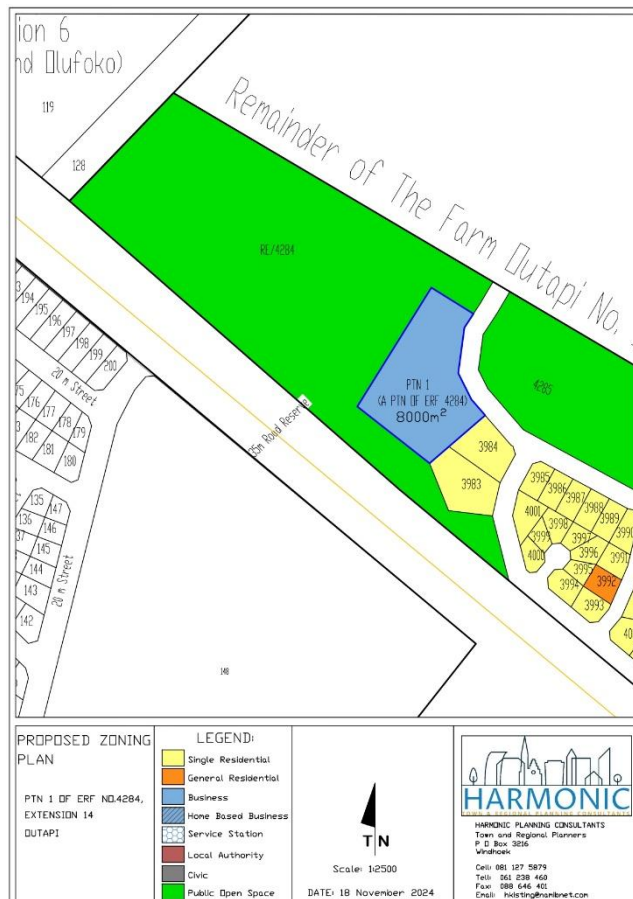 ion 6
nd Olufoko)
119
128
Remainder of The Farm Outapi No.
RE/4284
4285
PTN 1
(A PTN OF ERF 4284)
8000m²
3984
3983
35m Road Reserve
194
195
196
197
198
199
200
20 m Street
75
176
177
178
179
183
182
181
180
135
147
136
146
37
145
144
143
142
20 m Street
148
3985
3986
3987
3988
3989
3990
4001
3998
3999
3997
3991
4000
3996
3995
3992
3994
3993
PROPOSED ZONING
PLAN
PTN 1 OF ERF NO.4284,
EXTENSION 14
OUTAPI
LEGEND:
Single Residential
General Residential
Business
Home Based Business
Service Station
Local Authority
Civic
Public Open Space
T N
Scale: 1:2500
DATE: 18 November 2024
HARMONIC
TOWN & REGIONAL PLANNING CONSULTANTS
HARMONIC PLANNING CONSULTANTS
Town and Regional Planners
P O Box 3216
Windhoek
Cell: 081 127 5879
Tell: 061 238 460
Fax: 088 646 401
Email: hkisting@namibnet.com